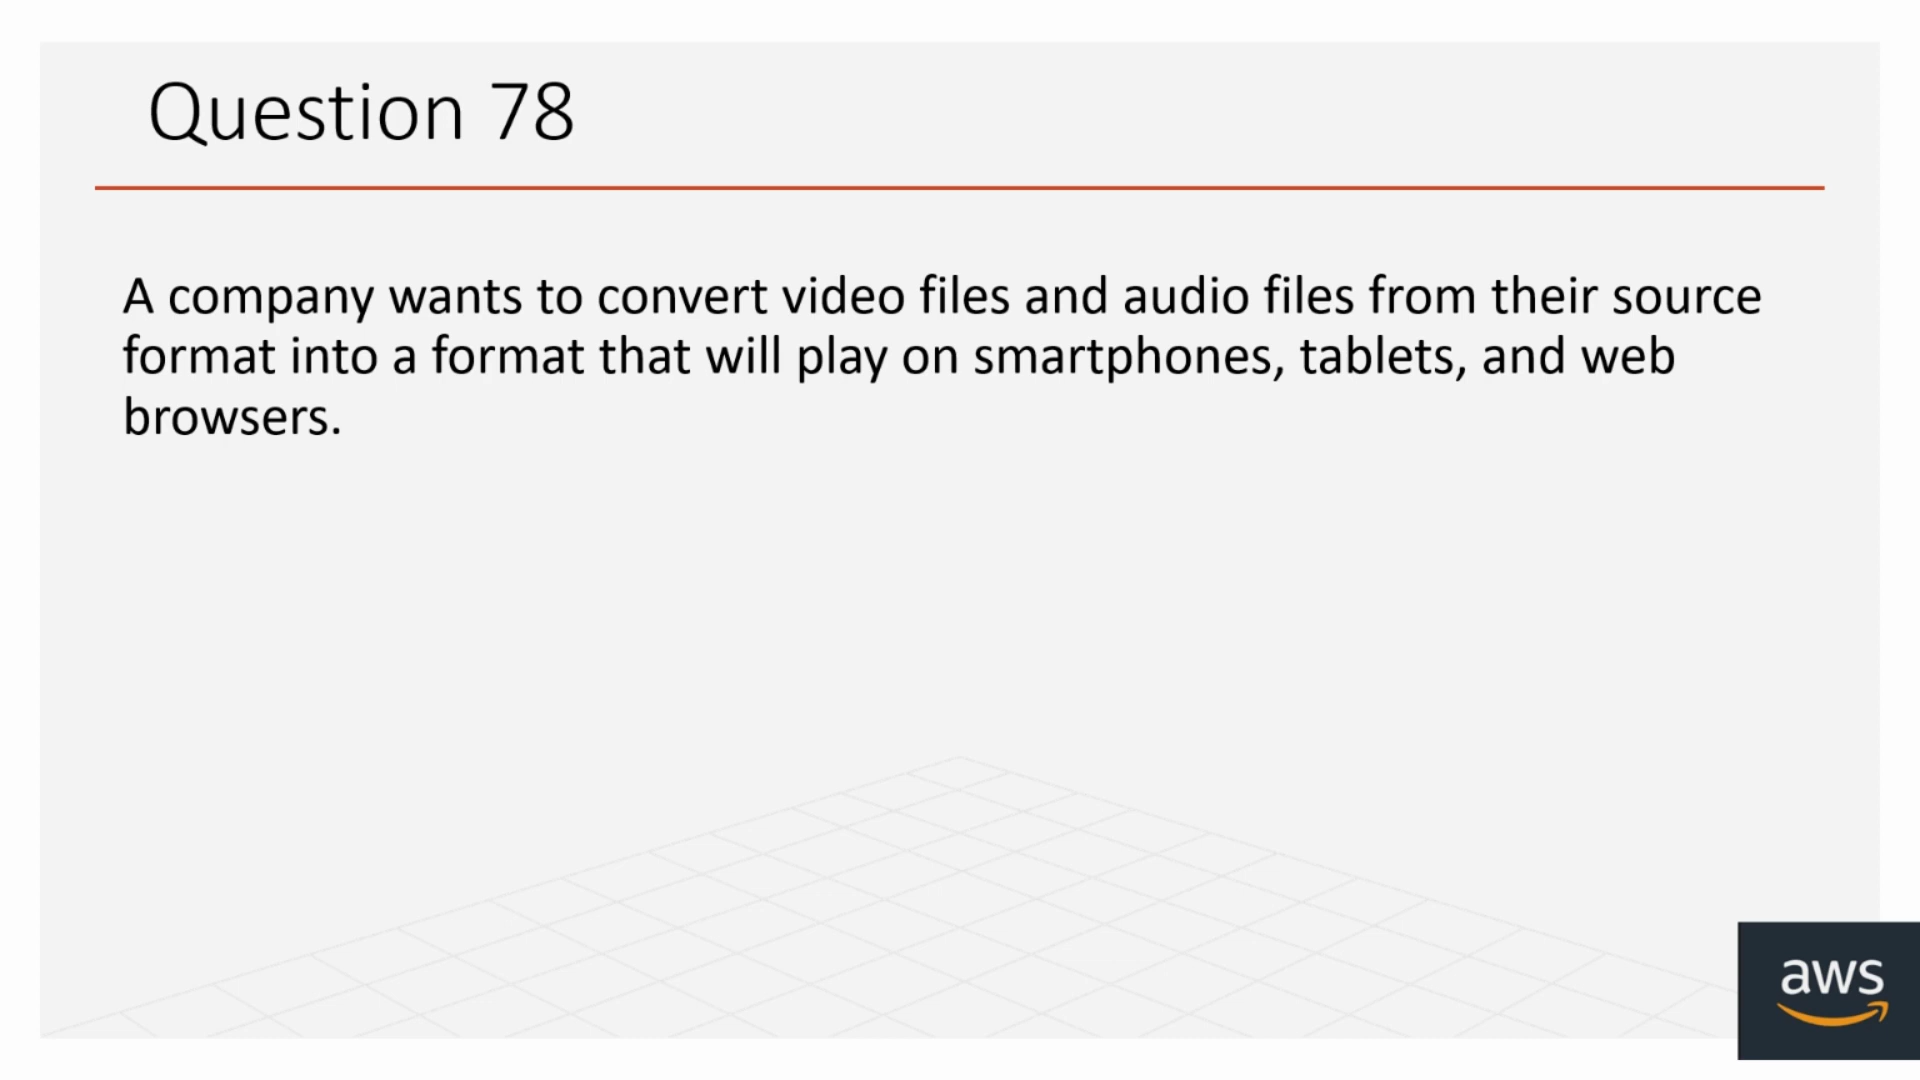 Question 78
A company wants to convert video files and audio files from their source
format into a format that will play on smartphones, tablets, and web
browsers.
aws